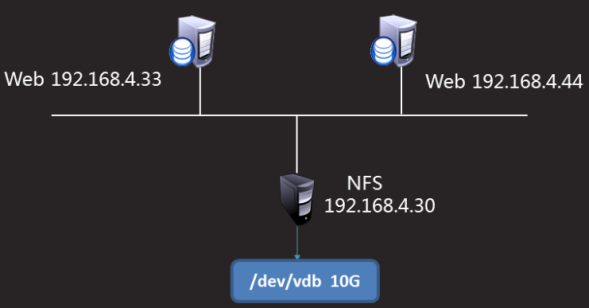 Web 192.168.4.33
Web 192.168.4.44
NFS
192.168.4.30
/dev/vdb 10G